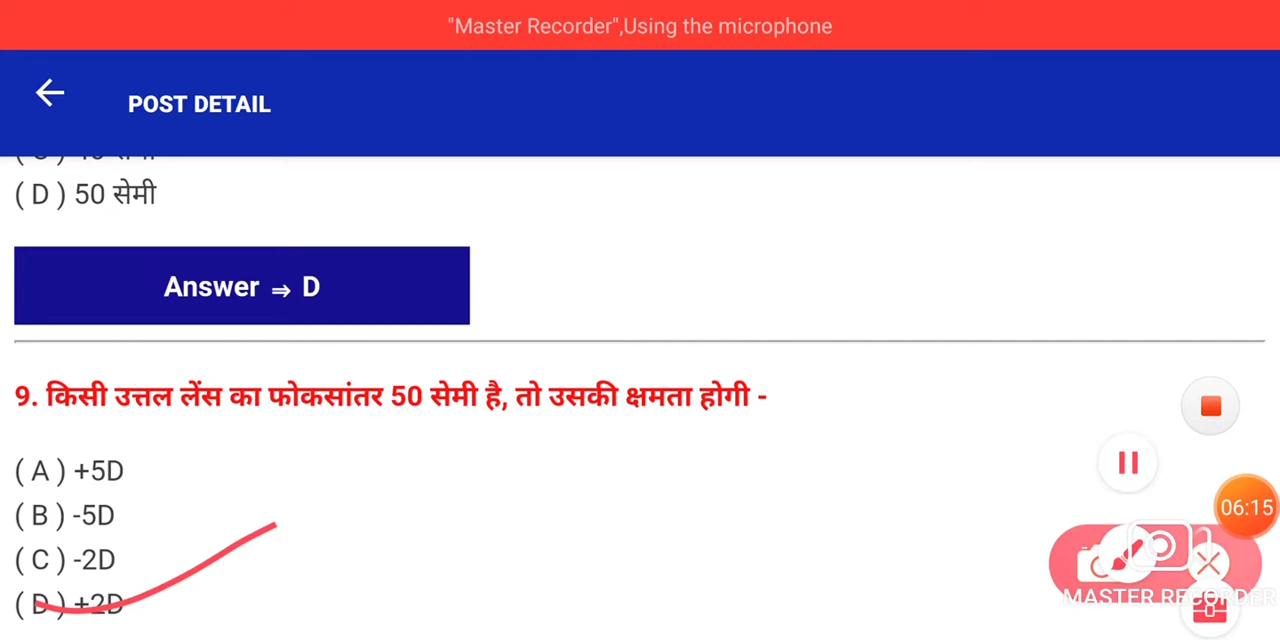 "Master Recorder",Using the microphone
POST DETAIL
( D ) 50 सेमी
Answer ⇒ D
9. किसी उत्तल लेंस का फोकसांतर 50 सेमी है, तो उसकी क्षमता होगी -
( A ) +5D
( B ) -5D
( C ) -2D
( D ) +2D
06:15
MASTER RECORDER